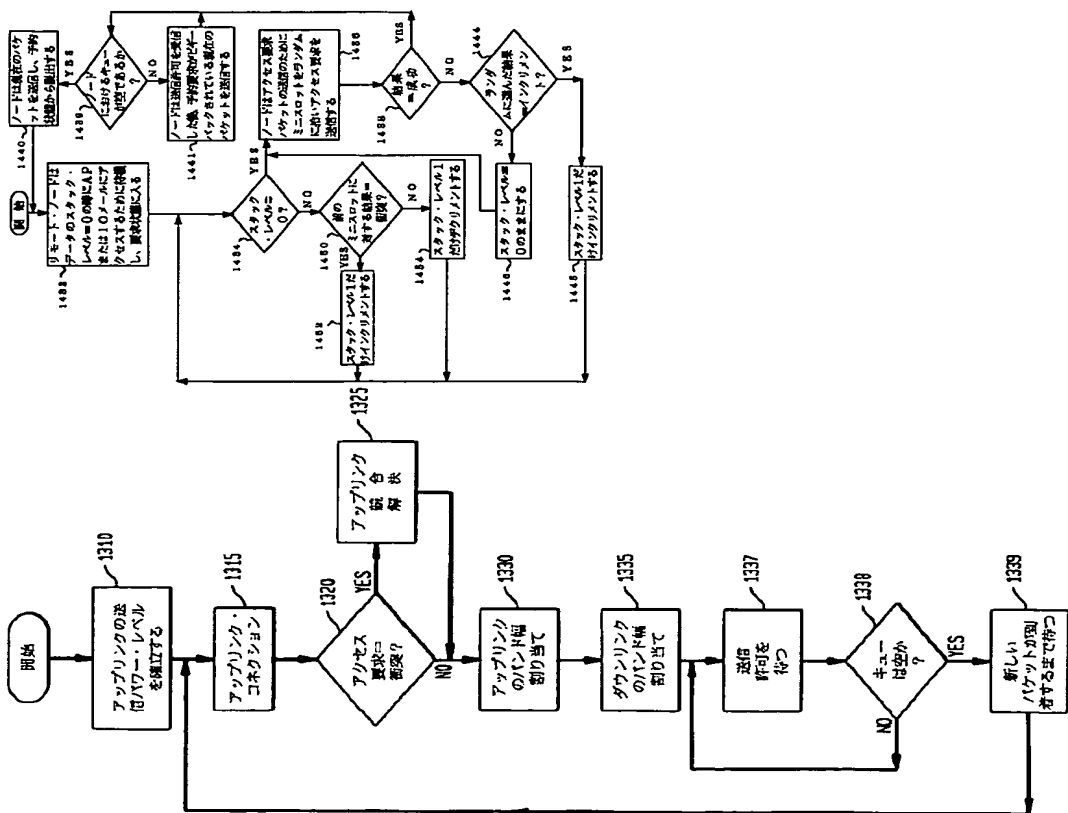 開始
1440
ノードは現在のパケ
ットを送信し、予約
状態から脱出する
1439
ノード
におけるキュー
が空であるか
?
YES
NO
1441
ノードは送信許可を受信
した後、予約要求がピギー
バックされている現在の
パケットを送信する
1432
リモート・ノードは
データのスタック・
レベル=0の時にAP
または10メールにア
クセスするために待機
し、要求状態に入る
1434
スタック
・レベル=
0?
YES
NO
1436
ノードはアクセス要求
パケットの送信のために
ミニスロットをランダム
に拾いアクセス要求を
送信する
1438
結果
=成功
?
YES
NO
1444
ランダ
ムに選んだ結果
=インクリメン
ト?
NO
YES
1446
スタック・レベル=
0のままにする
1445
スタック・レベル1だ
けインクリメントする
1450
前の
ミニスロットに
対する結果=
衝突?
YES
NO
1452
スタック・レベル1だ
けインクリメントする
1454
スタック・レベル1
だけデクリメントする
開始
1310
アップリンクの送
信パワー・レベル
を確立する
1315
アップリンク・
コネクション
1320
アクセス
要求=
衝突?
YES
NO
1325
アップリンク
競合
解決
1330
アップリンク
のバンド幅
割り当て
1335
ダウンリンク
のバンド幅
割り当て
1337
送信
許可を
待つ
1338
キュー
は空か
?
NO
YES
1339
新しい
パケットが到
着するまで待つ